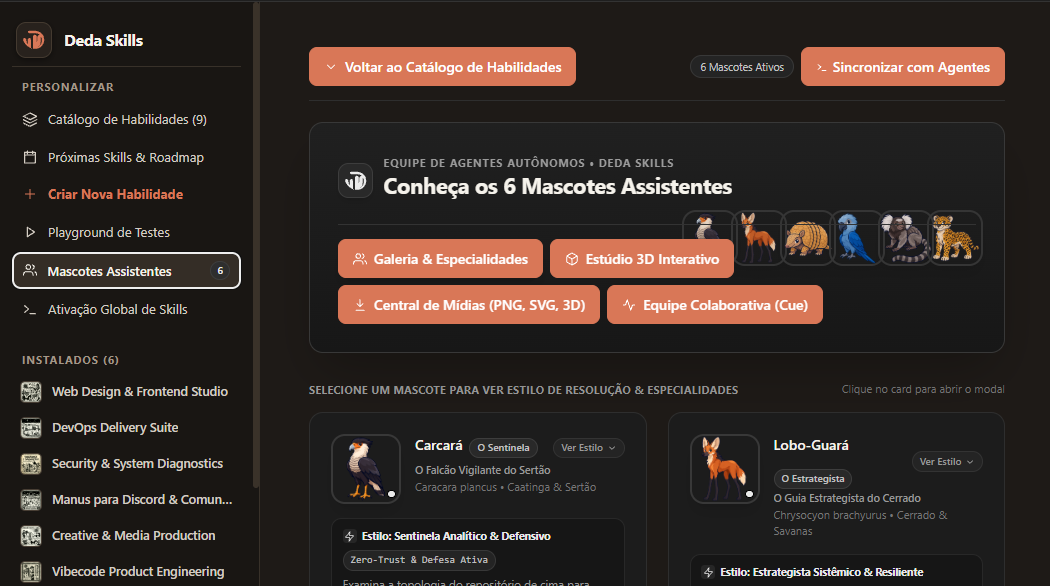 Deda Skills
PERSONALIZAR
Catálogo de Habilidades (9)
Próximas Skills & Roadmap
Criar Nova Habilidade
Playground de Testes
Mascotes Assistentes 6
Ativação Global de Skills
INSTALADOS (6)
Web Design & Frontend Studio
DevOps Delivery Suite
Security & System Diagnostics
Manus para Discord & Comun...
Creative & Media Production
Vibecode Product Engineering
Voltar ao Catálogo de Habilidades
6 Mascotes Ativos
Sincronizar com Agentes
EQUIPE DE AGENTES AUTÔNOMOS • DEDA SKILLS
Conheça os 6 Mascotes Assistentes
Galeria & Especialidades
Estúdio 3D Interativo
Central de Mídias (PNG, SVG, 3D)
Equipe Colaborativa (Cue)
SELECIONE UM MASCOTE PARA VER ESTILO DE RESOLUÇÃO & ESPECIALIDADES
Clique no card para abrir o modal
Carcará O Sentinela Ver Estilo
O Falcão Vigilante do Sertão
Caracara plancus • Caatinga & Sertão
Estilo: Sentinela Analítico & Defensivo
Zero-Trust & Defesa Ativa
Examina a topologia do repositório de cima para
Lobo-Guará
O Estrategista
Ver Estilo
O Guia Estrategista do Cerrado
Chrysocyon brachyurus • Cerrado &
Savanas
Estilo: Estrategista Sistêmico & Resiliente